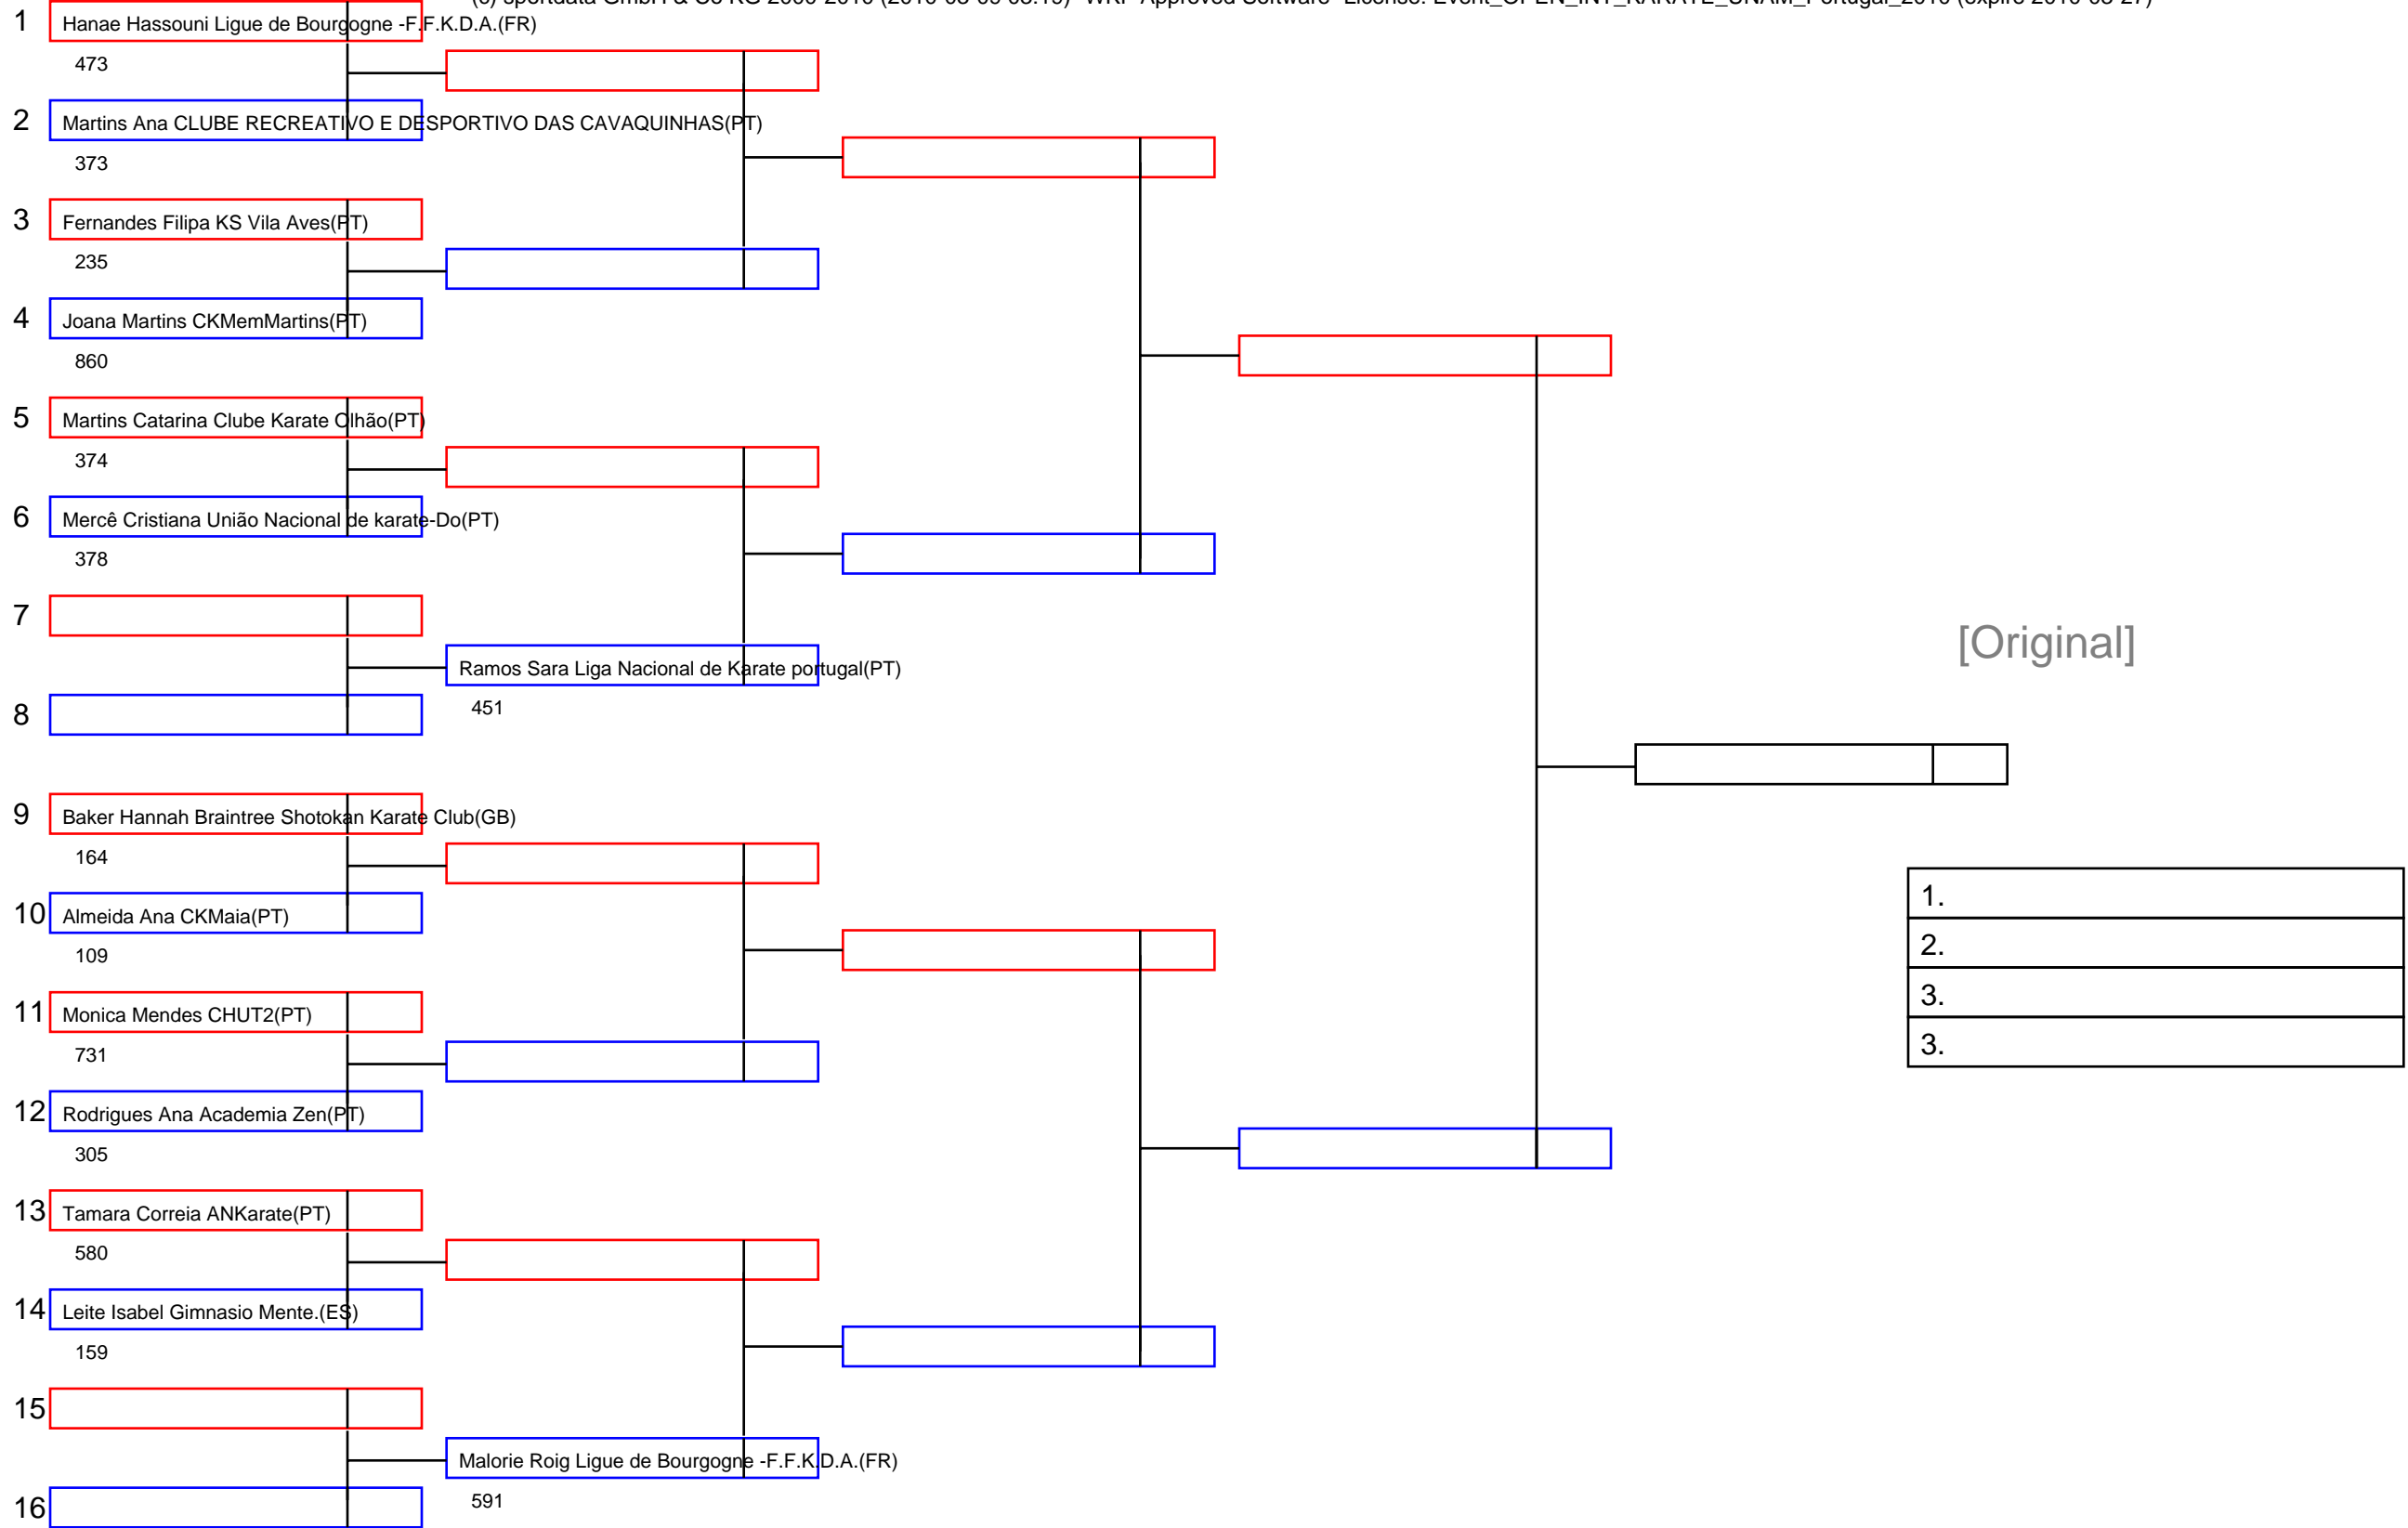 1 Hanae Hassouni Ligue de Bourgogne -F.F.K.D.A.(FR)
473
2 Martins Ana CLUBE RECREATIVO E DESPORTIVO DAS CAVAQUINHAS(PT)
373
3 Fernandes Filipa KS Vila Aves(PT)
235
4 Joana Martins CKMemMartins(PT)
860
5 Martins Catarina Clube Karate Olhão(PT)
374
6 Mercê Cristiana União Nacional de karate-Do(PT)
378
7
[Original]
Ramos Sara Liga Nacional de Karate portugal(PT)
451
8
9 Baker Hannah Braintree Shotokan Karate Club(GB)
164
10 Almeida Ana CKMaia(PT)
109
11 Monica Mendes CHUT2(PT)
731
12 Rodrigues Ana Academia Zen(PT)
305
1.
2.
3.
3.
13 Tamara Correia ANKarate(PT)
580
14 Leite Isabel Gimnasio Mente.(ES)
159
15
Malorie Roig Ligue de Bourgogne -F.F.K.D.A.(FR)
591
16